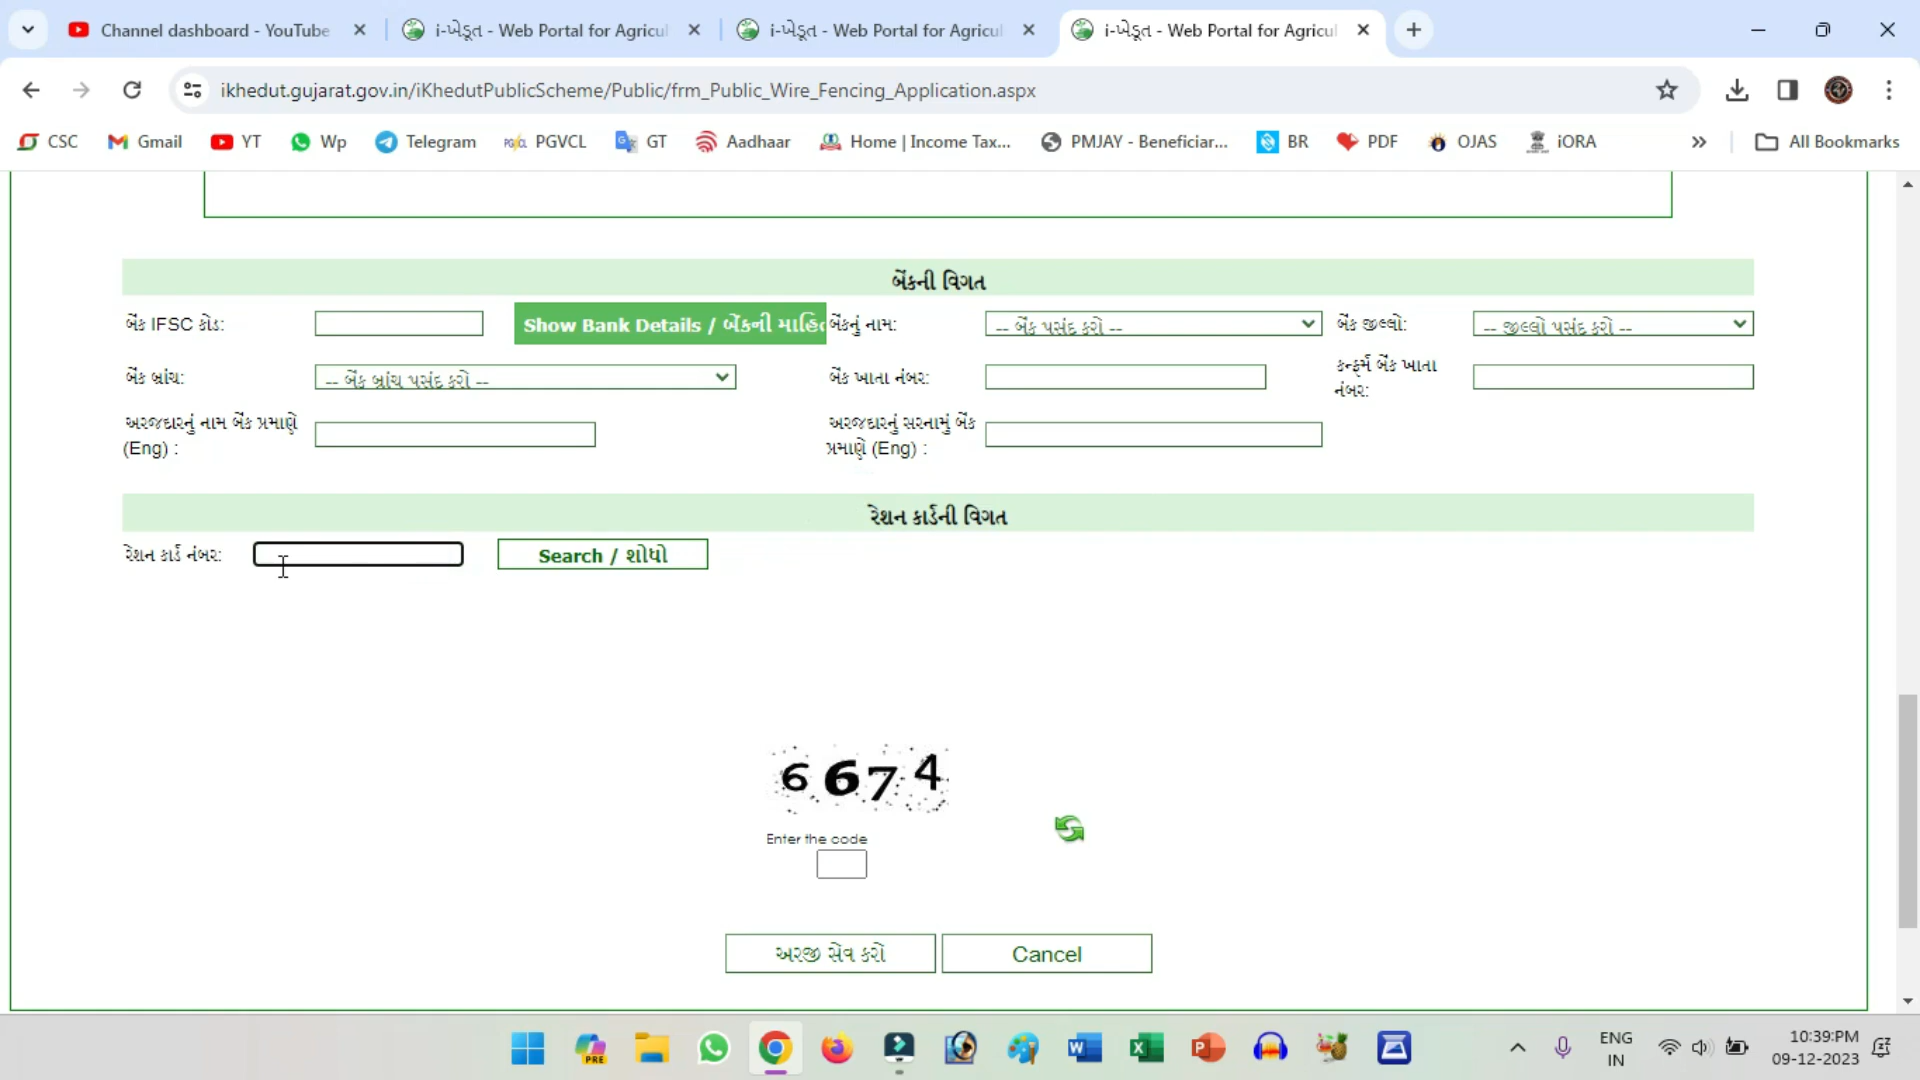 Channel dashboard - YouTube
i-ખેડૂત - Web Portal for Agricul
i-ખેડૂત - Web Portal for Agricul
i-ખેડૂત - Web Portal for Agricul
ikhedut.gujarat.gov.in/iKhedutPublicScheme/Public/frm_Public_Wire_Fencing_Application.aspx
CSC Gmail YT Wp Telegram PGVCL GT Aadhaar Home | Income Tax... PMJAY - Beneficiar... BR PDF OJAS iORA » All Bookmarks
બેંકની વિગત
બેંક IFSC કોડ: Show Bank Details / બેંકની માહિ બેંકનું નામ: -- બેંક પસંદ કરો -- બેંક જીલ્લો: -- જીલ્લો પસંદ કરો --
બેંક બ્રાંચ: -- બેંક બ્રાંચ પસંદ કરો -- બેંક ખાતા નંબર: કન્ફર્મ બેંક ખાતા
નંબર:
અરજદારનું નામ બેંક પ્રમાણે અરજદારનું સરનામું બેંક
(Eng) : પ્રમાણે (Eng) :
રેશન કાર્ડની વિગત
રેશન કાર્ડ નંબર: Search / શોધો
6674
Enter the code
અરજી સેવ કરો Cancel
PRE
ENG 10:39:PM
IN 09-12-2023